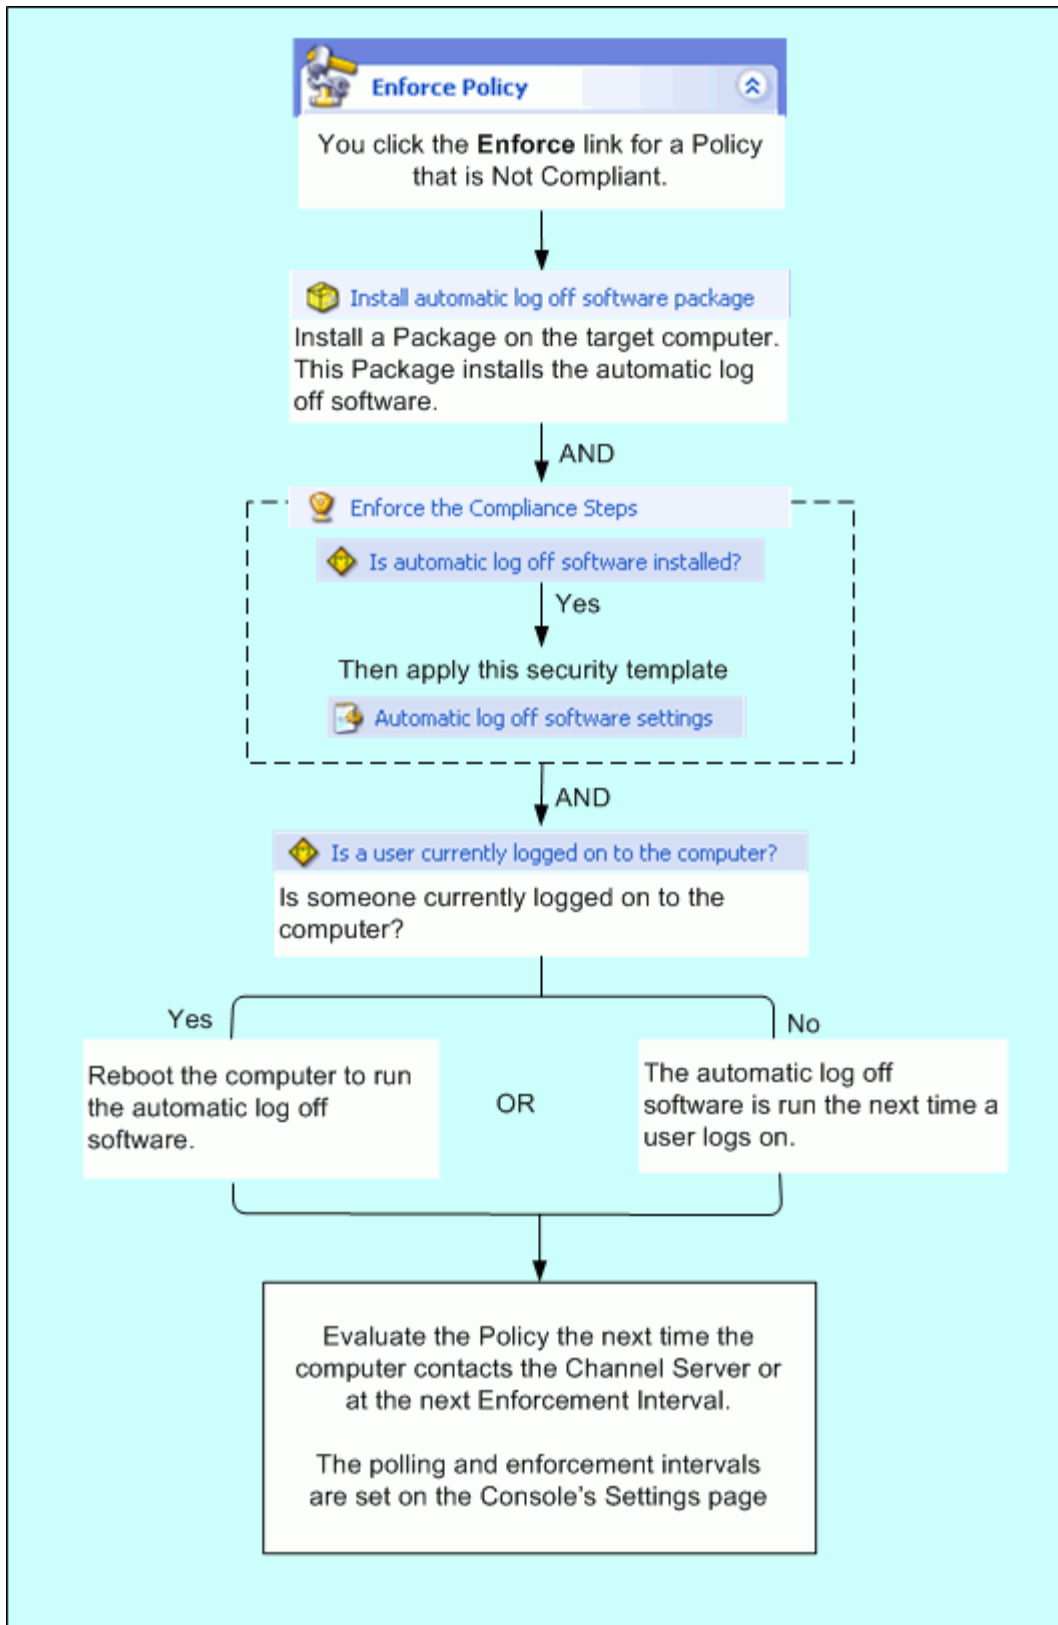 Enforce Policy
You click the Enforce link for a Policy
that is Not Compliant.
Install automatic log off software package
Install a Package on the target computer.
This Package installs the automatic log
off software.
AND
Enforce the Compliance Steps
Is automatic log off software installed?
Yes
Then apply this security template
Automatic log off software settings
AND
Is a user currently logged on to the computer?
Is someone currently logged on to the
computer?
Yes
No
Reboot the computer to run
the automatic log off
software.
OR
The automatic log off
software is run the next time a
user logs on.
Evaluate the Policy the next time the
computer contacts the Channel Server or
at the next Enforcement Interval.
The polling and enforcement intervals
are set on the Console's Settings page